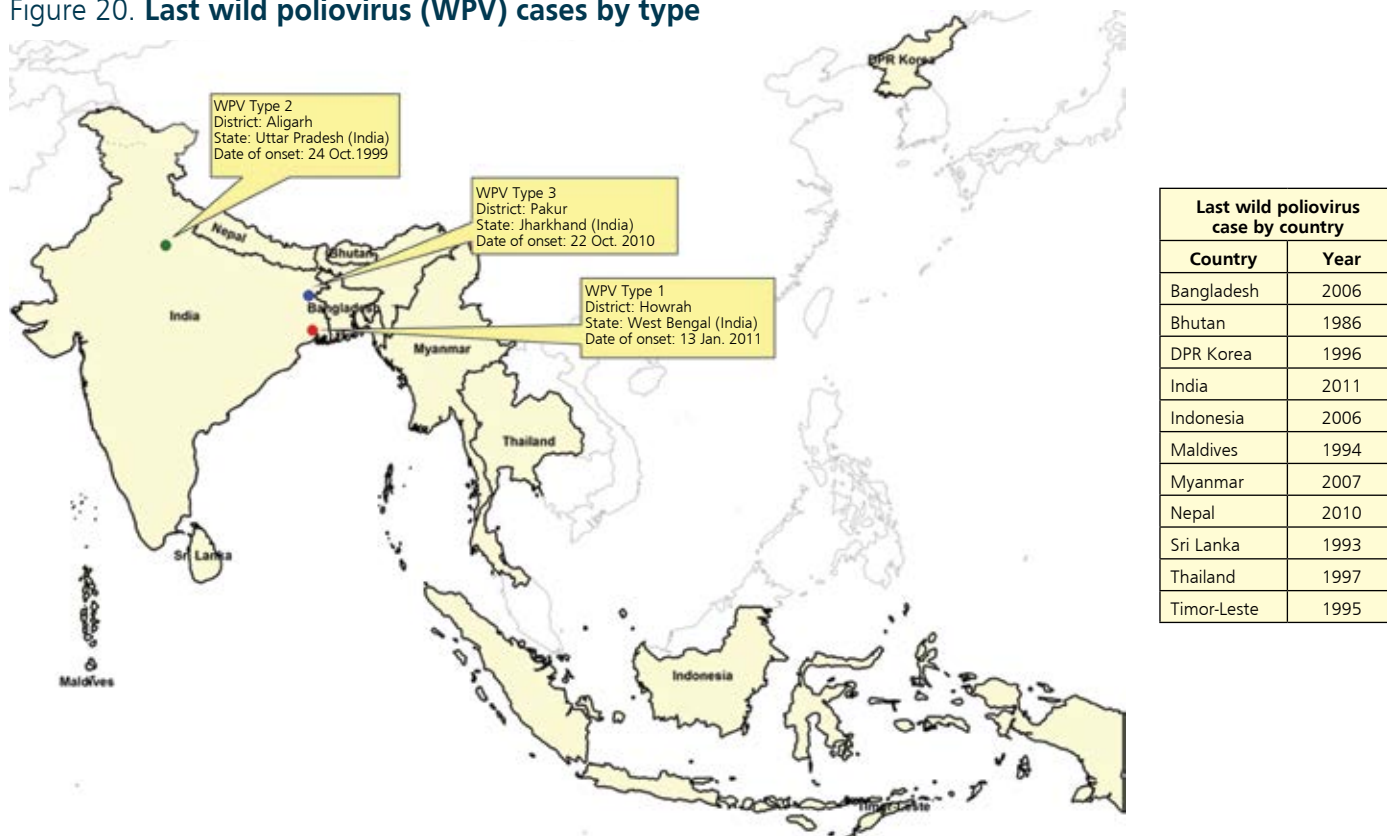 Figure 20. Last wild poliovirus (WPV) cases by type
DPR Korea
WPV Type 2
District: Aligarh
State: Uttar Pradesh (India)
Date of onset: 24 Oct.1999
WPV Type 3
District: Pakur
State: Jharkhand (India)
Date of onset: 22 Oct. 2010
Nepal
Bhutan
WPV Type 1
District: Howrah
State: West Bengal (India)
Date of onset: 13 Jan. 2011
India
Bangladesh
Myanmar
Thailand
Sri Lanka
Maldives
Indonesia
Timor-Leste
Last wild poliovirus
case by country
Country Year
Bangladesh 2006
Bhutan 1986
DPR Korea 1996
India 2011
Indonesia 2006
Maldives 1994
Myanmar 2007
Nepal 2010
Sri Lanka 1993
Thailand 1997
Timor-Leste 1995